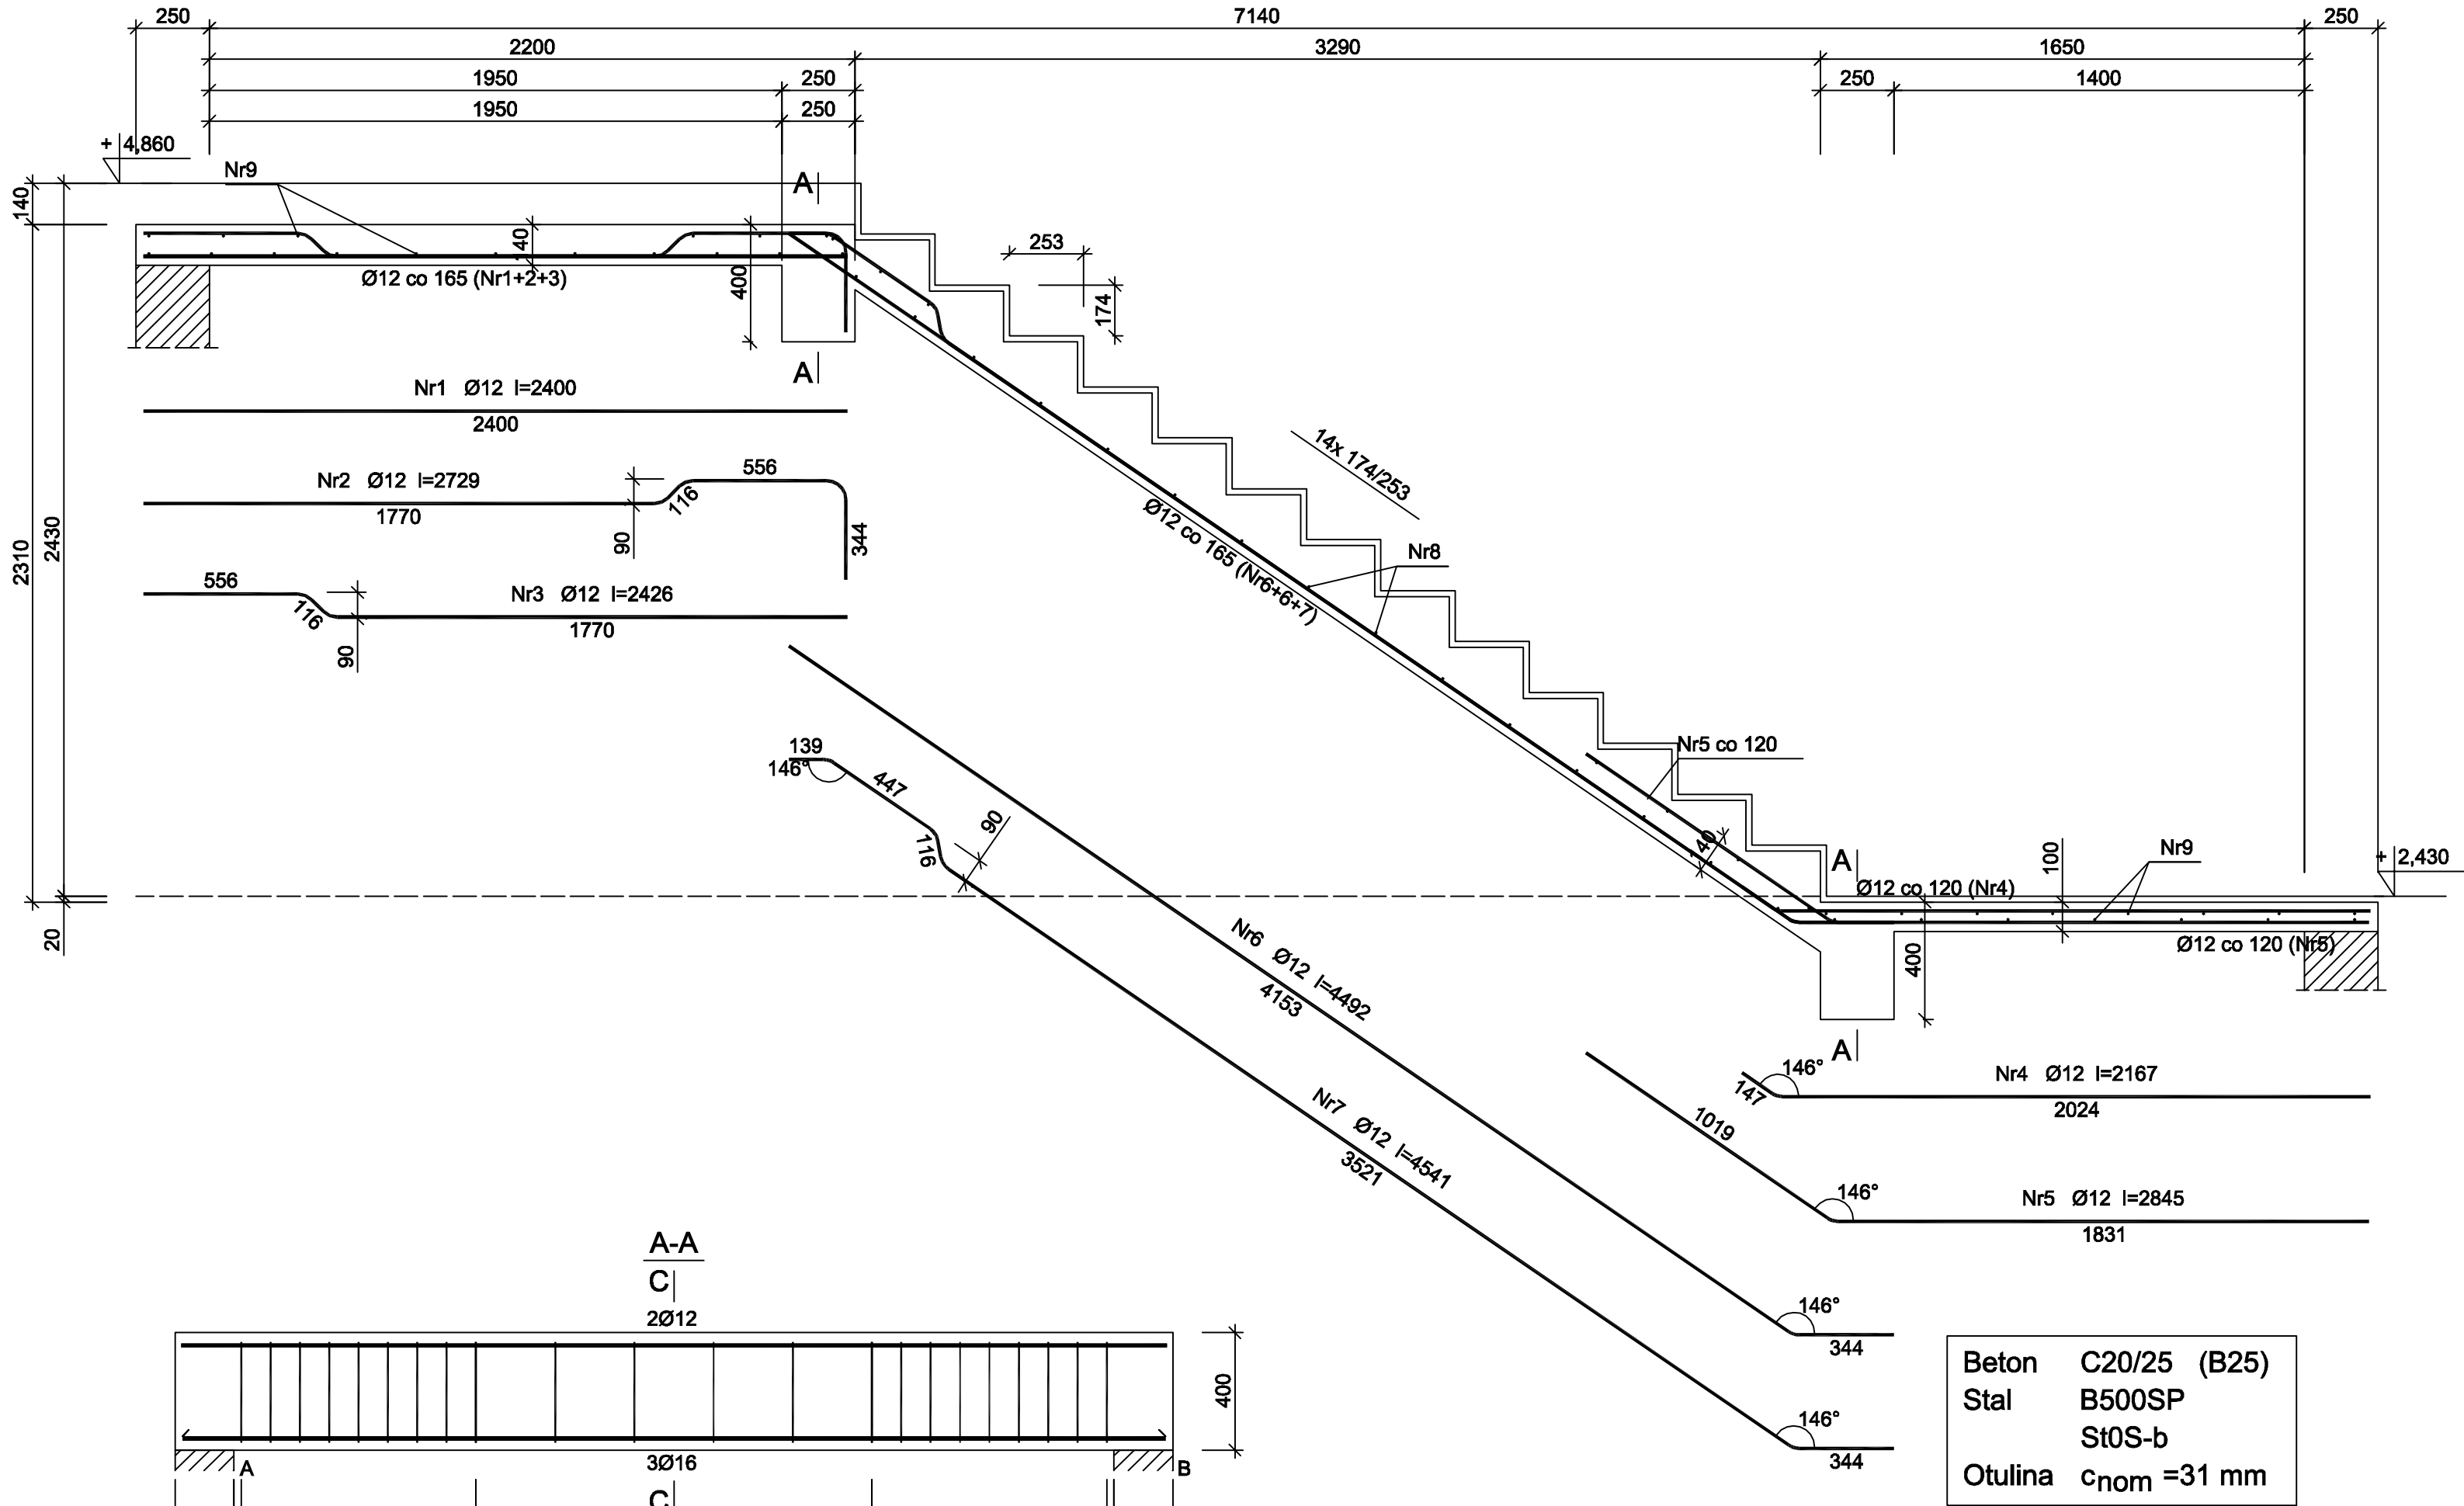 250
7140
250
2200
3290
1650
1950
250
250
1400
1950
250
+ 4,860
Nr9
A
140
40
400
Ø12 co 165 (Nr1+2+3)
253
174
A
Nr1 Ø12 l=2400
2400
14x 174/253
Nr2 Ø12 l=2729
556
116
1770
90
344
Ø12 co 165 (Nr6+6+7)
Nr8
2310
2430
556
116
Nr3 Ø12 l=2426
1770
90
139
146°
447
116
90
Nr5 co 120
140
A
100
Nr9
+ 2,430
Ø12 co 120 (Nr4)
20
Ø12 co 120 (Nr5)
400
Nr6 Ø12 l=4492
4153
A
146°
147
Nr4 Ø12 l=2167
2024
Nr7 Ø12 l=4541
3521
1019
146°
Nr5 Ø12 l=2845
1831
146°
344
146°
344
A-A
C
2Ø12
400
3Ø16
A
B
C
Beton C20/25 (B25)
Stal B500SP
St0S-b
Otulina cnom =31 mm